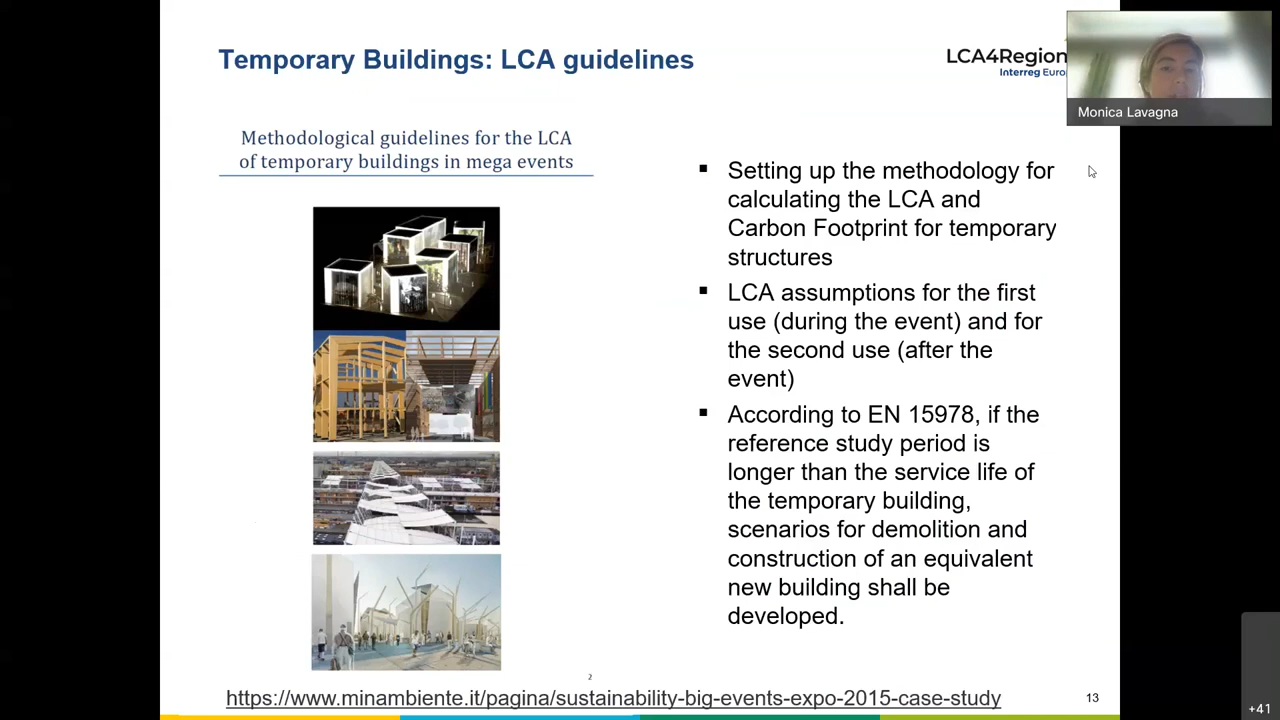 Temporary Buildings: LCA guidelines
LCA4Region
Interreg Euro
Monica Lavagna
Methodological guidelines for the LCA
of temporary buildings in mega events
▪ Setting up the methodology for
calculating the LCA and
Carbon Footprint for temporary
structures
▪ LCA assumptions for the first
use (during the event) and for
the second use (after the
event)
▪ According to EN 15978, if the
reference study period is
longer than the service life of
the temporary building,
scenarios for demolition and
construction of an equivalent
new building shall be
developed.
2
https://www.minambiente.it/pagina/sustainability-big-events-expo-2015-case-study
13
+41